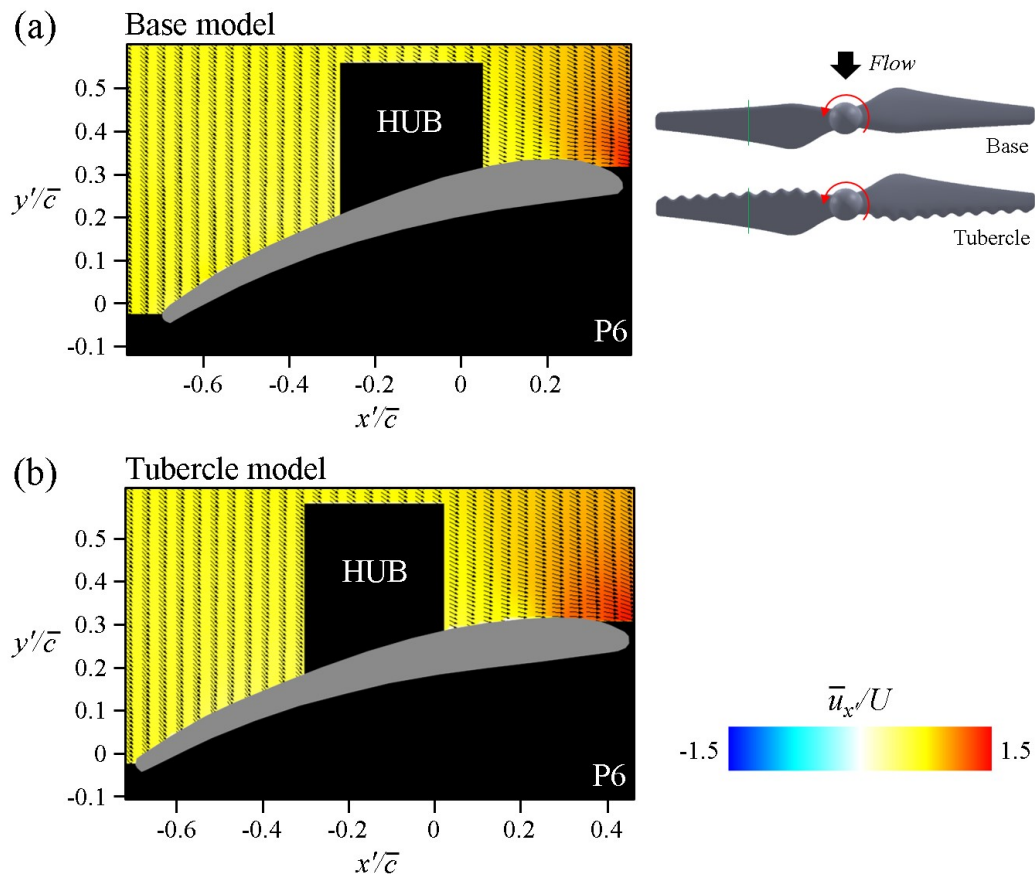 (a) Base model
Flow
Base
Tubercle
HUB
P6
y′/c̅
0.5
0.4
0.3
0.2
0.1
0
-0.1
-0.6 -0.4 -0.2 0 0.2
x′/c̅
(b) Tubercle model
HUB
P6
y′/c̅
0.5
0.4
0.3
0.2
0.1
0
-0.1
-0.6 -0.4 -0.2 0 0.2 0.4
x′/c̅
u̅x′/U
-1.5 1.5